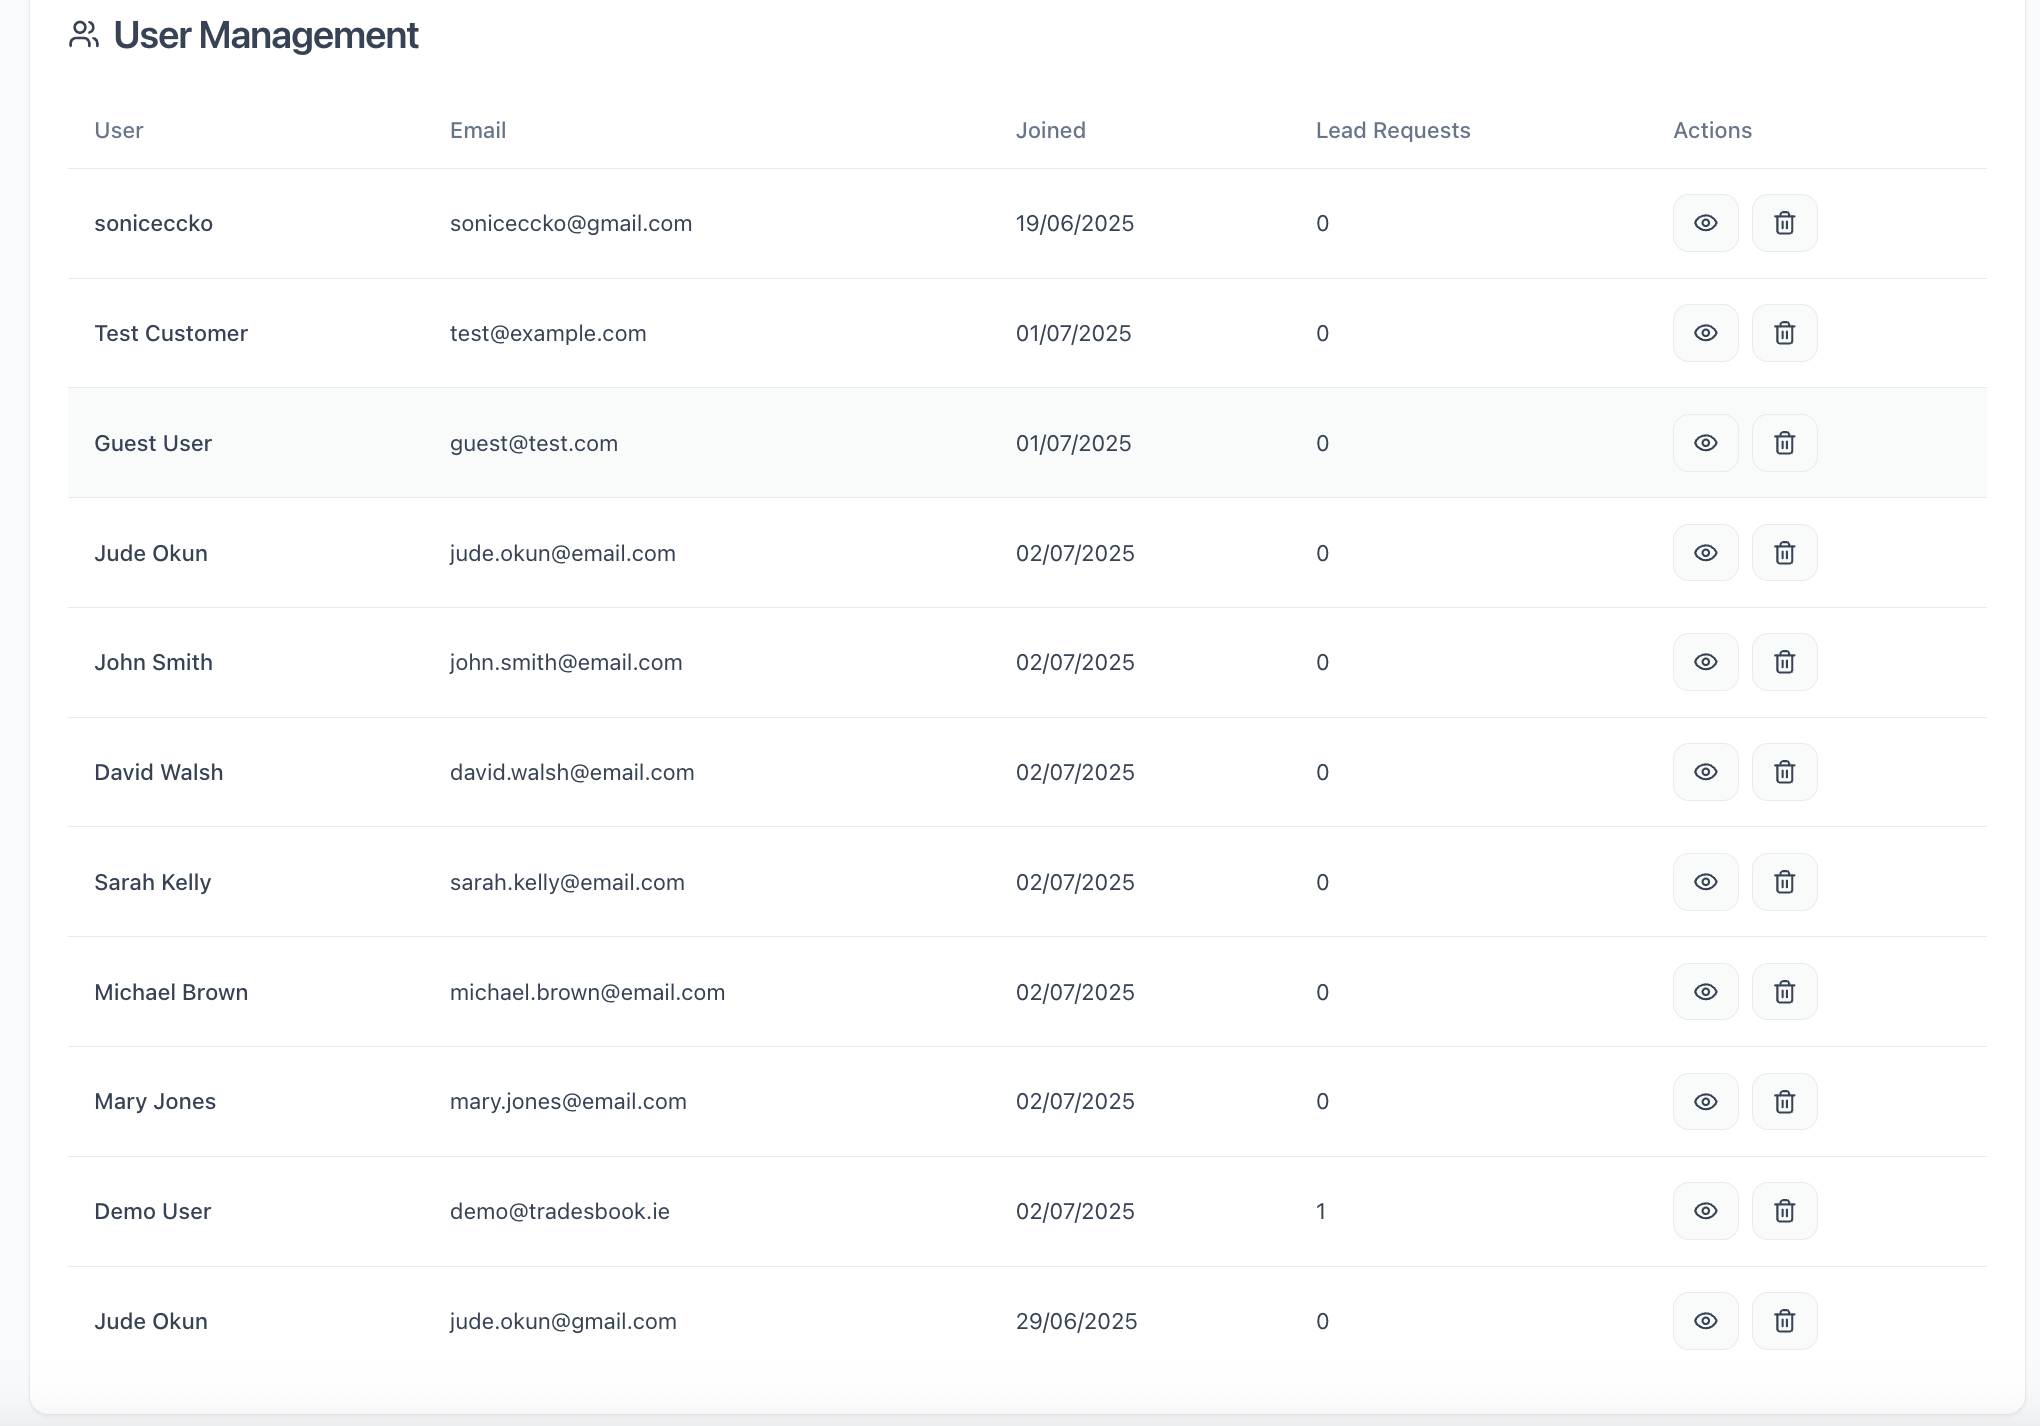 User Management
User Email Joined Lead Requests Actions
soniceccko soniceccko@gmail.com 19/06/2025 0
Test Customer test@example.com 01/07/2025 0
Guest User guest@test.com 01/07/2025 0
Jude Okun jude.okun@email.com 02/07/2025 0
John Smith john.smith@email.com 02/07/2025 0
David Walsh david.walsh@email.com 02/07/2025 0
Sarah Kelly sarah.kelly@email.com 02/07/2025 0
Michael Brown michael.brown@email.com 02/07/2025 0
Mary Jones mary.jones@email.com 02/07/2025 0
Demo User demo@tradesbook.ie 02/07/2025 1
Jude Okun jude.okun@gmail.com 29/06/2025 0